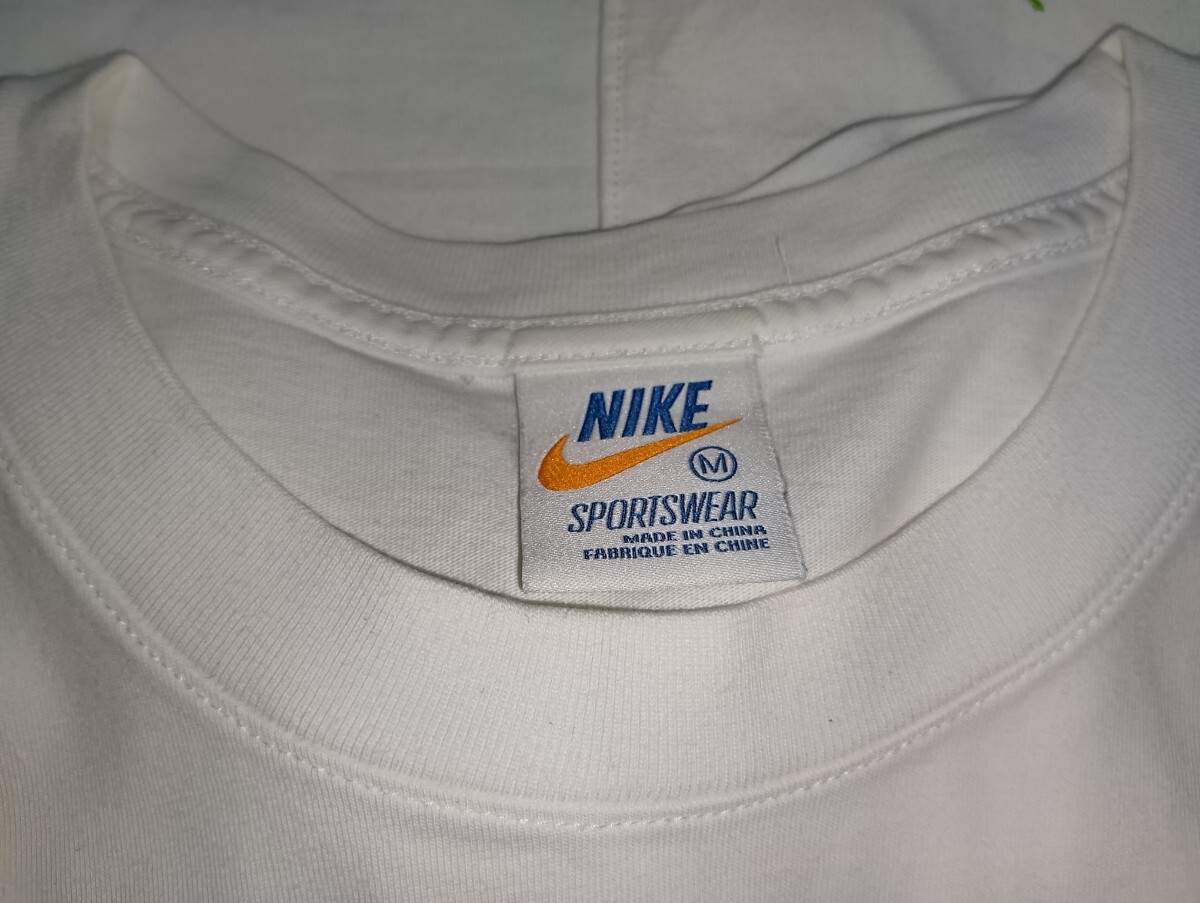 NIKE
M
SPORTSWEAR
MADE IN CHINA
FABRIQUE EN CHINE